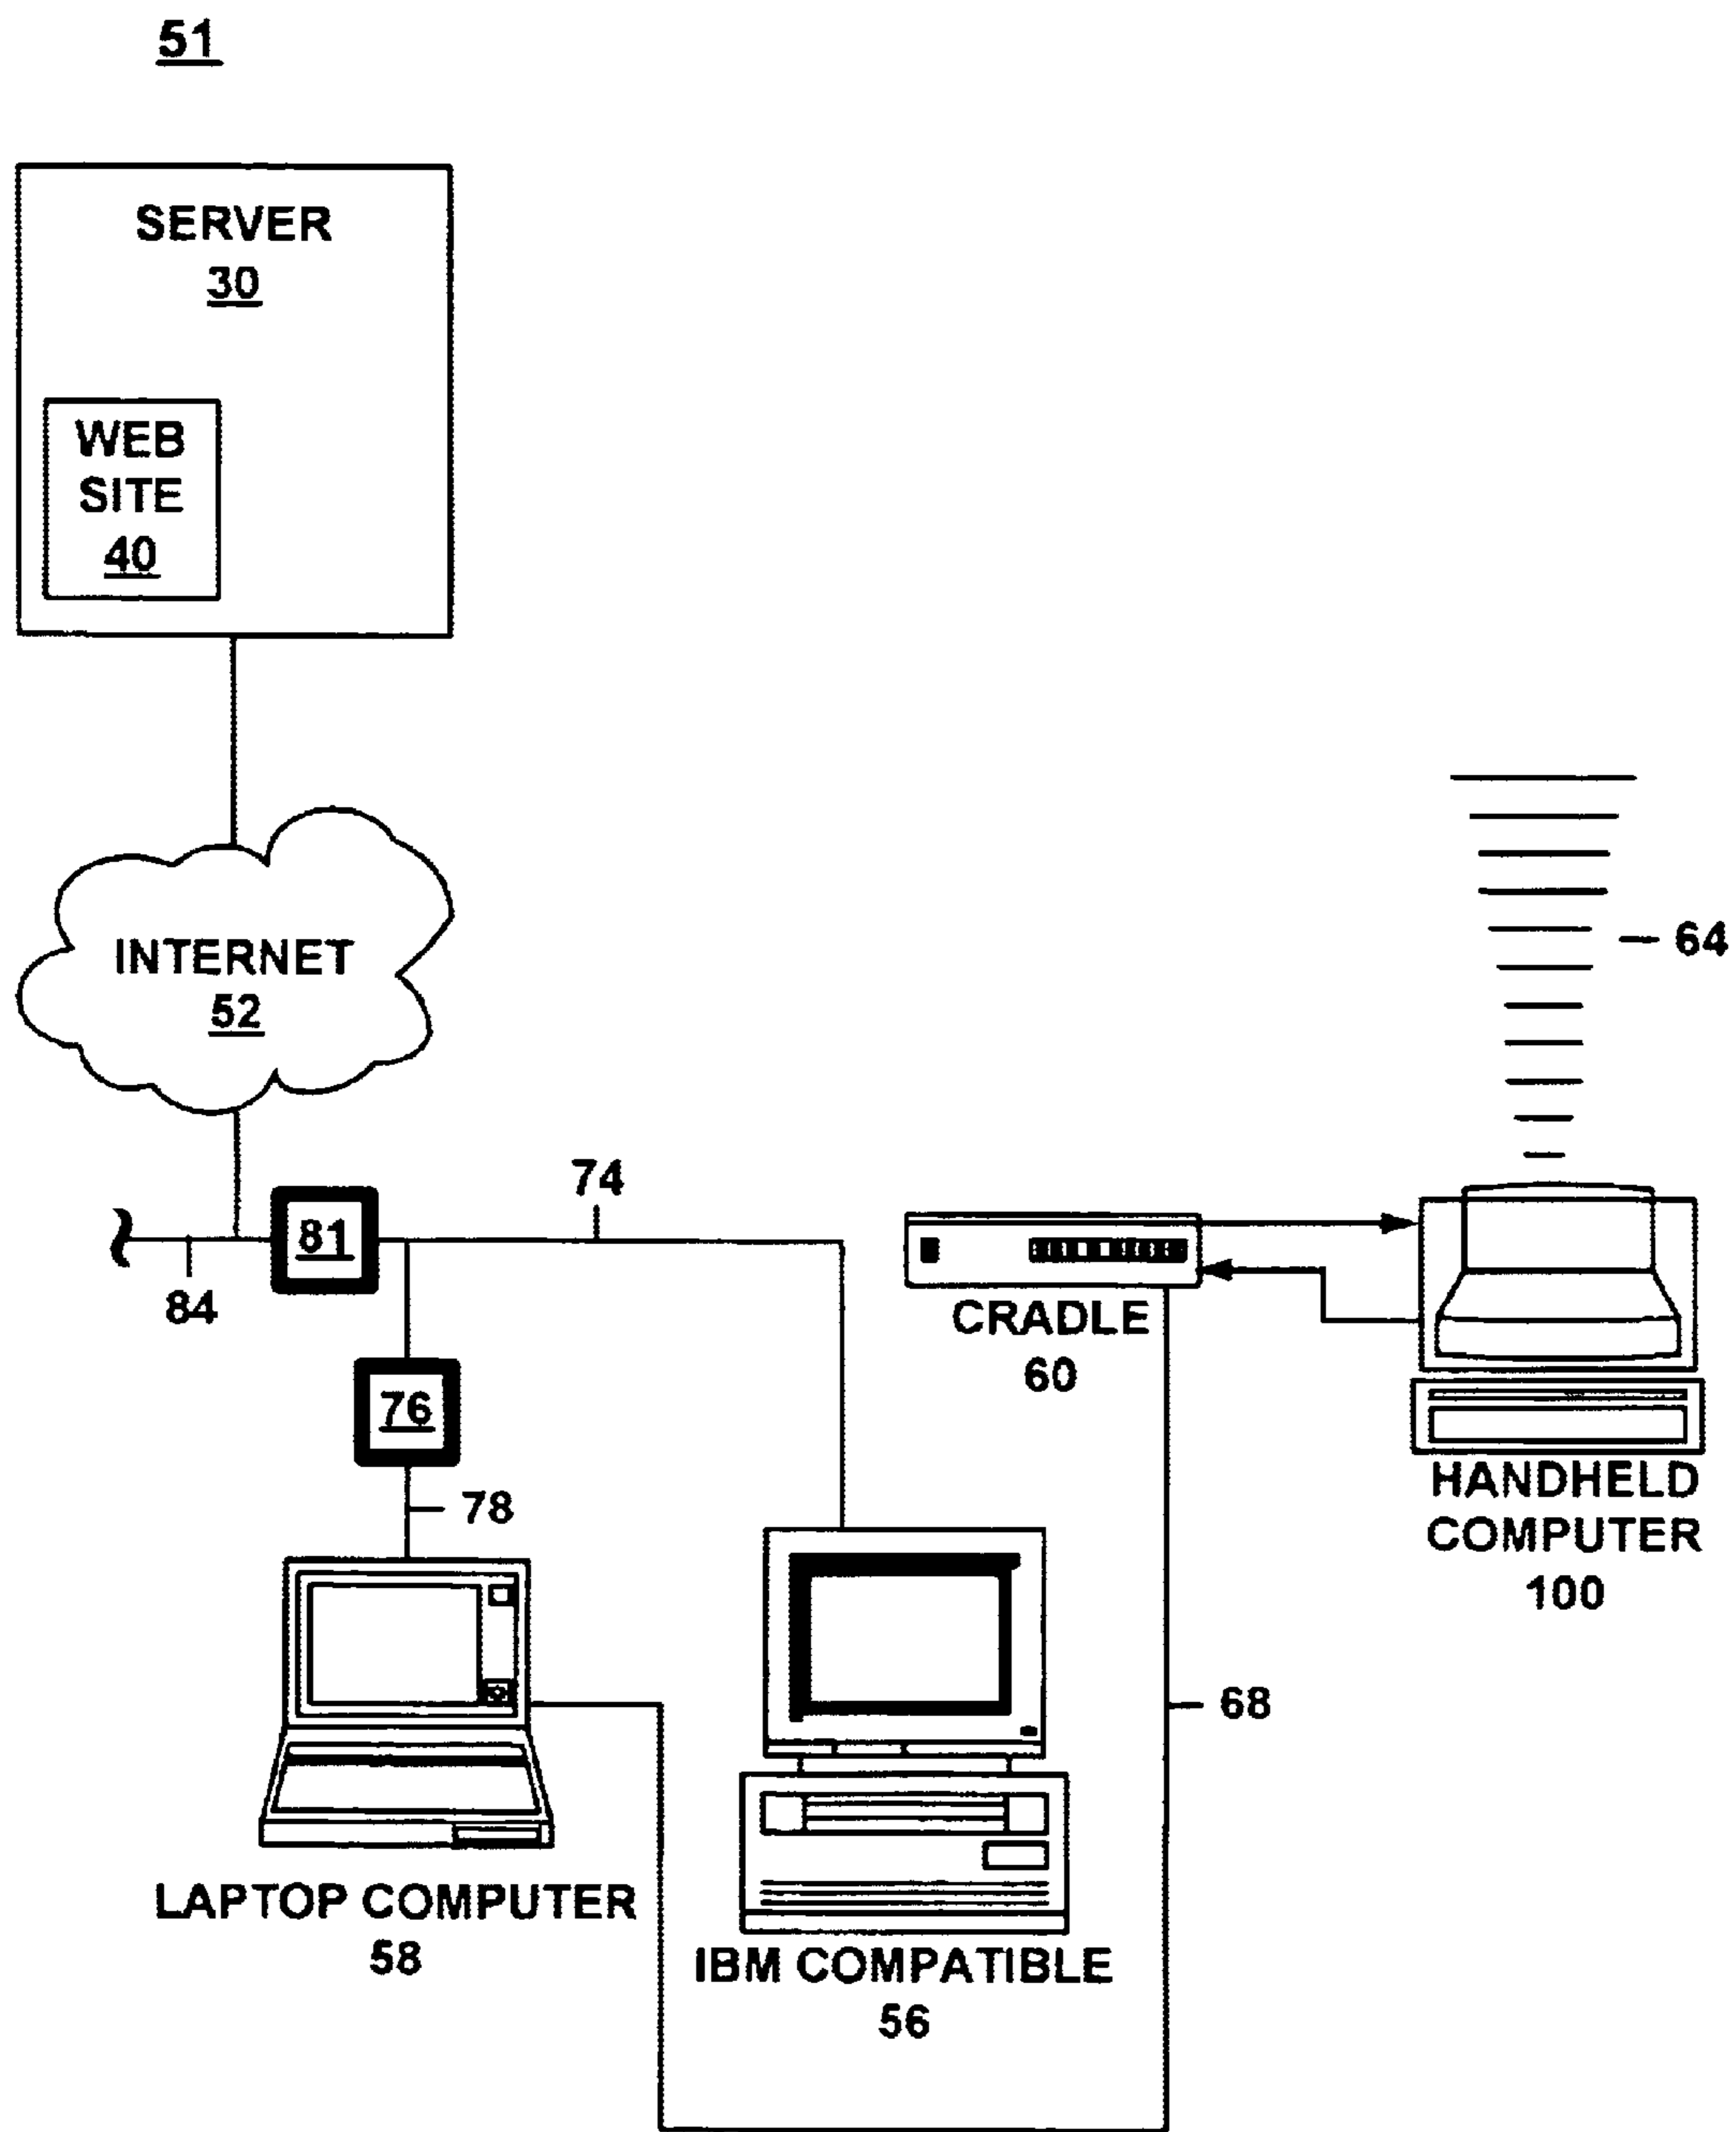 51
SERVER
30
WEB
SITE
40
INTERNET
52
64
74
81
84
CRADLE
60
76
78
HANDHELD
COMPUTER
100
68
LAPTOP COMPUTER
58
IBM COMPATIBLE
56